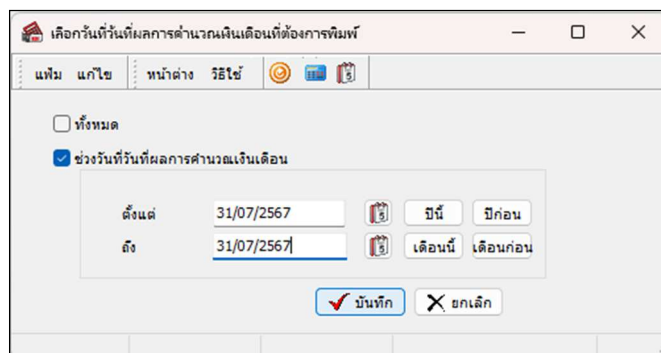 เลือกวันที่วันที่ผลการคำนวณเงินเดือนที่ต้องการพิมพ์
แฟ้ม แก้ไข หน้าต่าง วิธีใช้
ทั้งหมด
ช่วงวันที่วันที่ผลการคำนวณเงินเดือน
ตั้งแต่ 31/07/2567 5 ปีนี้ ปีก่อน
ถึง 31/07/2567 5 เดือนนี้ เดือนก่อน
บันทึก ยกเลิก